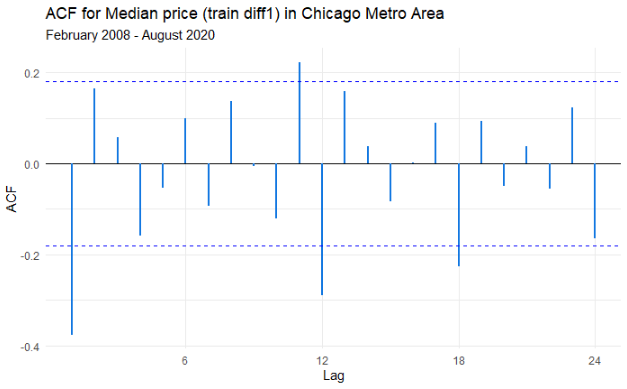 ACF for Median price (train diff1) in Chicago Metro Area
February 2008 - August 2020
0.2
0.0
-0.2
-0.4
ACF
6
12
18
24
Lag